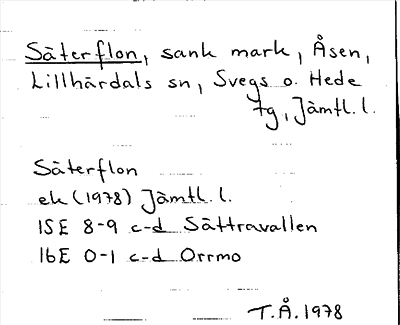 Säterflon, sank mark, Åsen,
Lillhärdals sn, Svegs o. Hede
tg, Jämtl. l.
Säterflon
ek (1978) Jämtl. l.
15E 8-9 c-d Sättravallen
16E 0-1 c-d Orrmo
T.Å. 1978